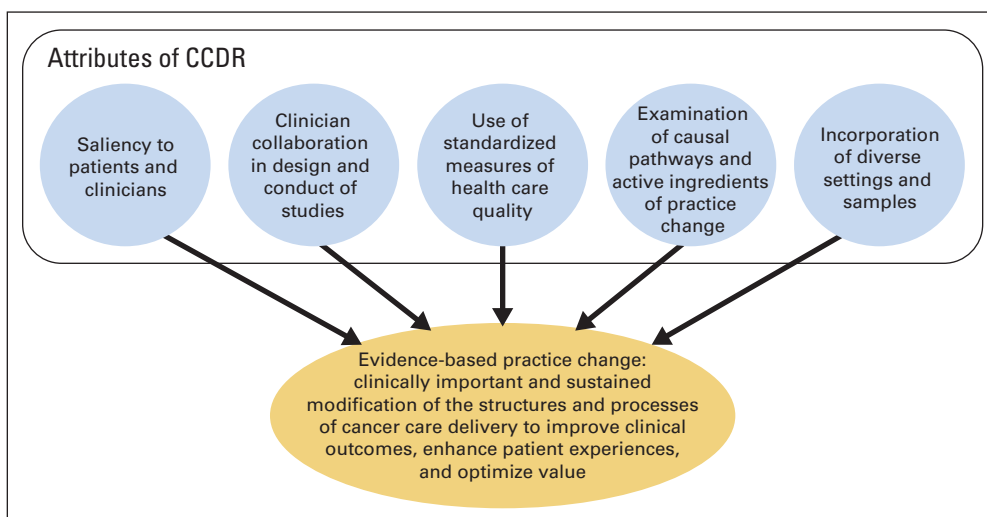 Attributes of CCDR
Saliency to
patients and
clinicians
Clinician
collaboration
in design and
conduct of
studies
Use of
standardized
measures of
health care
quality
Examination
of causal
pathways and
active ingredients
of practice
change
Incorporation
of diverse
settings and
samples
Evidence-based practice change:
clinically important and sustained
modification of the structures and processes
of cancer care delivery to improve clinical
outcomes, enhance patient experiences,
and optimize value